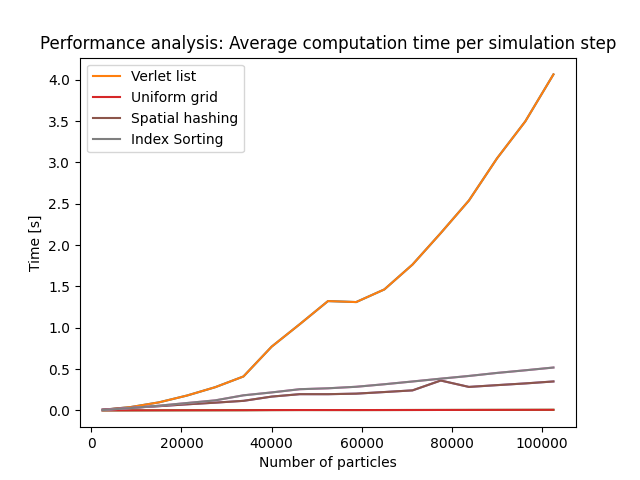 Performance analysis: Average computation time per simulation step
Verlet list
Uniform grid
Spatial hashing
Index Sorting
4.0
3.5
3.0
2.5
2.0
1.5
1.0
0.5
0.0
Time [s]
0 20000 40000 60000 80000 100000
Number of particles